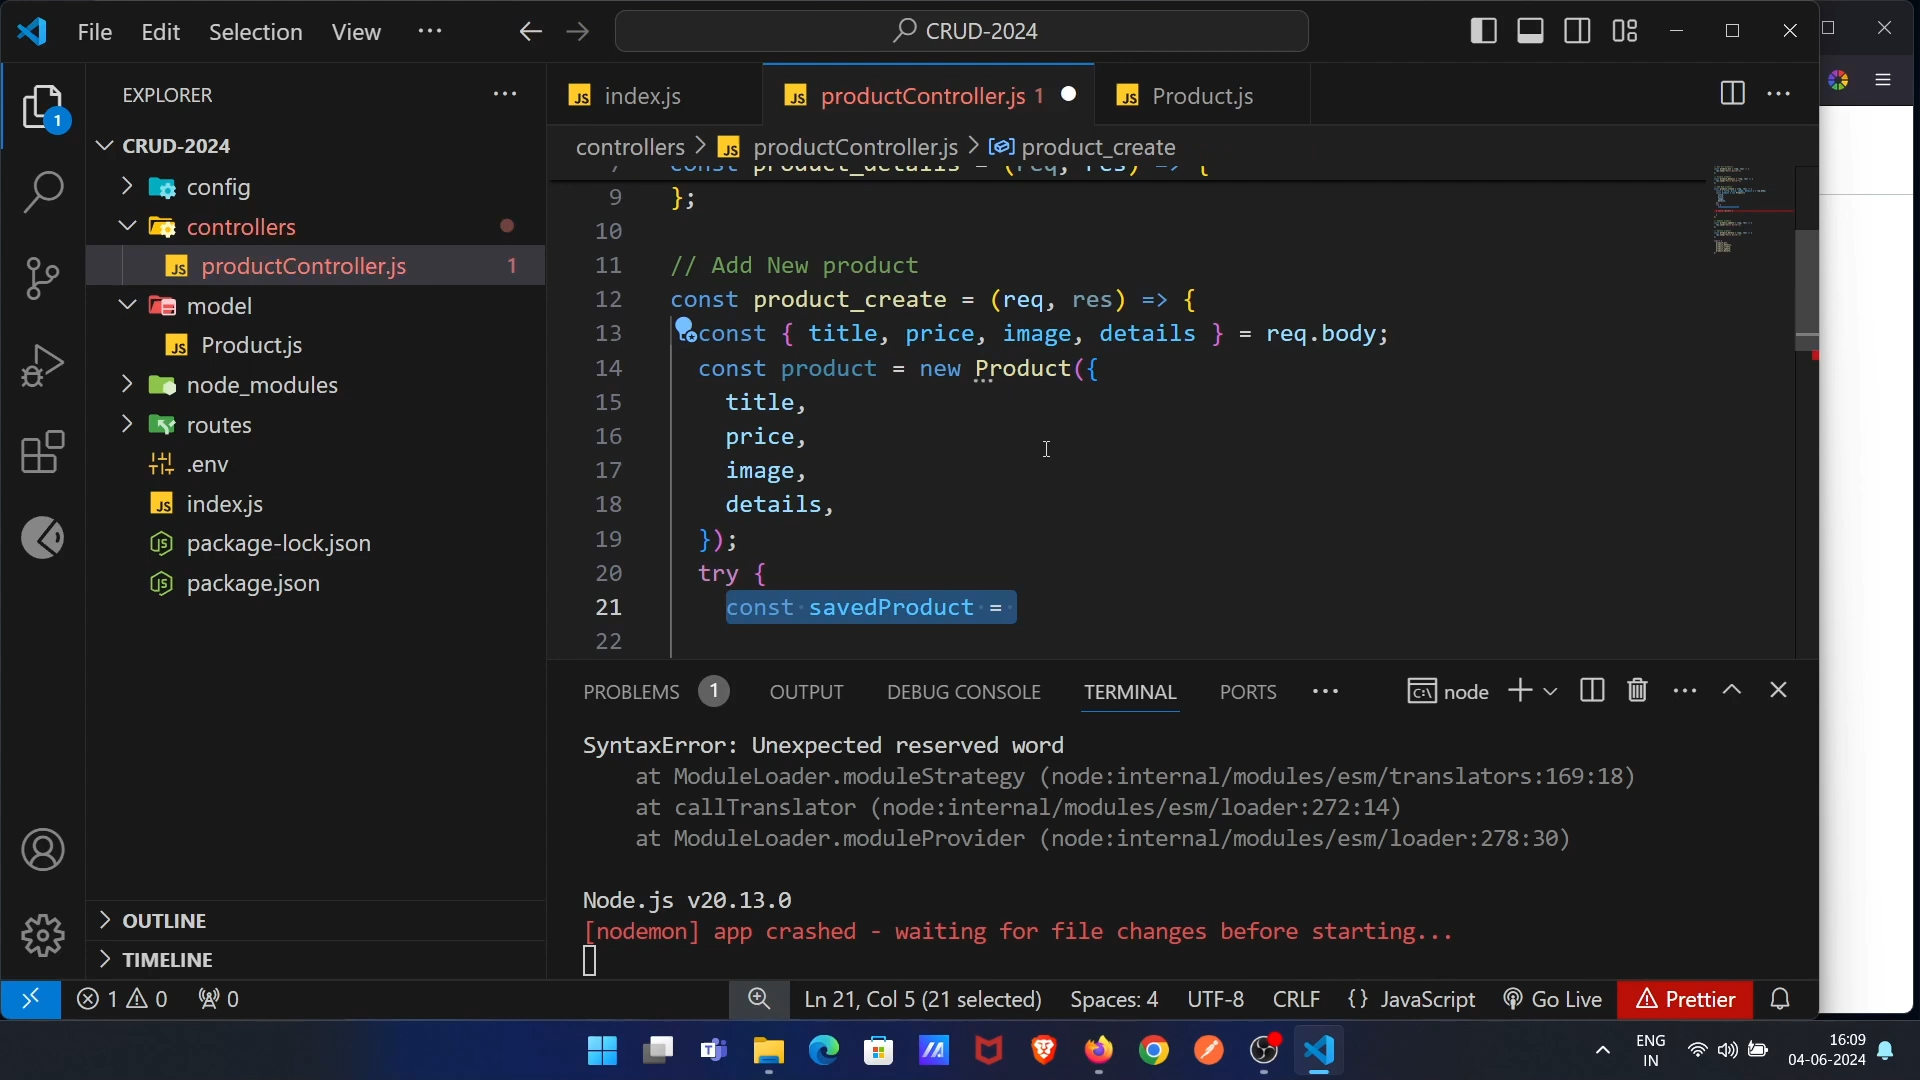 File Edit Selection View ··· CRUD-2024
EXPLORER
CRUD-2024
config
controllers
productController.js 1
model
Product.js
node_modules
routes
.env
index.js
package-lock.json
package.json
OUTLINE
TIMELINE
1
index.js productController.js 1 Product.js
controllers > productController.js > product_create
7 const product_details = (req, res) => {
9 };
10
11 // Add New product
12 const product_create = (req, res) => {
13 const { title, price, image, details } = req.body;
14 const product = new Product({
15 title,
16 price,
17 image,
18 details,
19 });
20 try {
21 const savedProduct =
22
PROBLEMS 1 OUTPUT DEBUG CONSOLE TERMINAL PORTS ··· node
SyntaxError: Unexpected reserved word
at ModuleLoader.moduleStrategy (node:internal/modules/esm/translators:169:18)
at callTranslator (node:internal/modules/esm/loader:272:14)
at ModuleLoader.moduleProvider (node:internal/modules/esm/loader:278:30)
Node.js v20.13.0
[nodemon] app crashed - waiting for file changes before starting...
1 0 0 Ln 21, Col 5 (21 selected) Spaces: 4 UTF-8 CRLF {} JavaScript Go Live Prettier
ENG
IN
16:09
04-06-2024